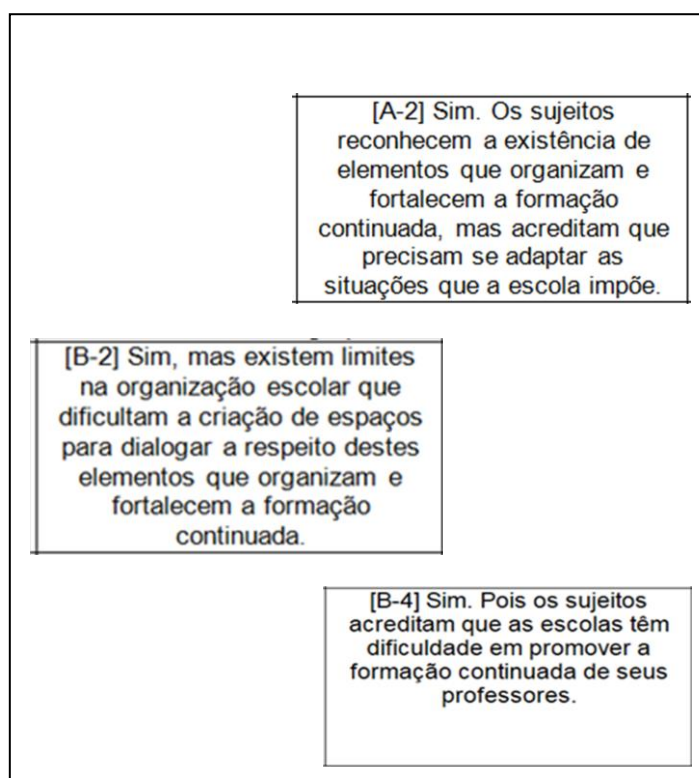 [A-2] Sim. Os sujeitos
reconhecem a existência de
elementos que organizam e
fortalecem a formação
continuada, mas acreditam que
precisam se adaptar as
situações que a escola impõe.
[B-2] Sim, mas existem limites
na organização escolar que
dificultam a criação de espaços
para dialogar a respeito destes
elementos que organizam e
fortalecem a formação
continuada.
[B-4] Sim. Pois os sujeitos
acreditam que as escolas têm
dificuldade em promover a
formação continuada de seus
professores.